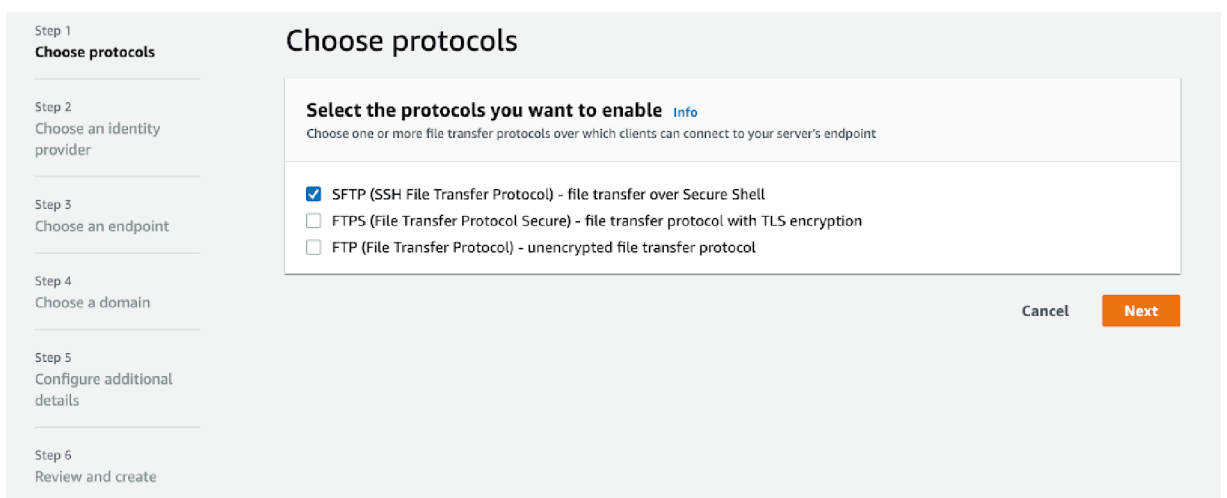 Step 1
Choose protocols
Step 2
Choose an identity
provider
Step 3
Choose an endpoint
Step 4
Choose a domain
Step 5
Configure additional
details
Step 6
Review and create
Choose protocols
Select the protocols you want to enable Info
Choose one or more file transfer protocols over which clients can connect to your server's endpoint
SFTP (SSH File Transfer Protocol) - file transfer over Secure Shell
FTPS (File Transfer Protocol Secure) - file transfer protocol with TLS encryption
FTP (File Transfer Protocol) - unencrypted file transfer protocol
Cancel Next